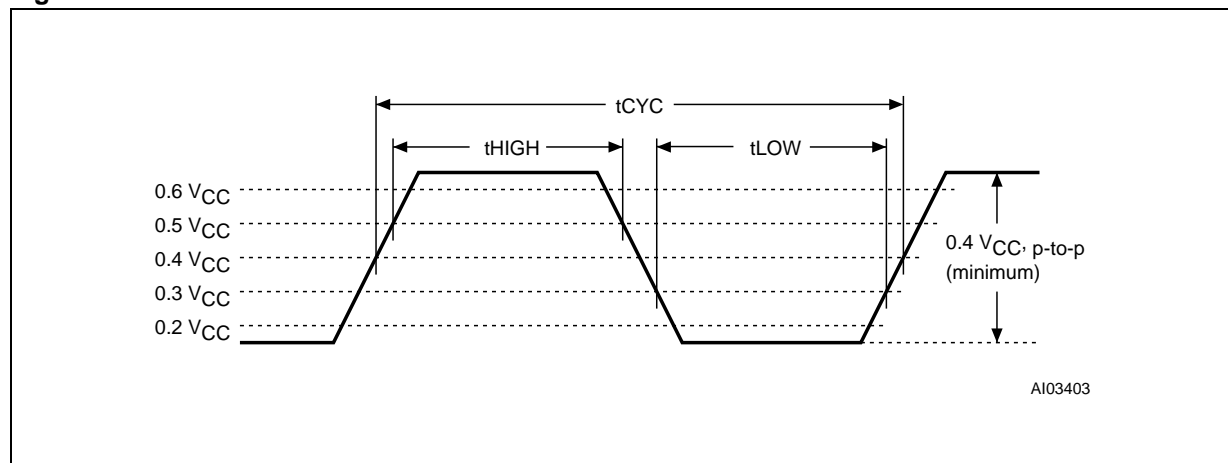 tCYC
tHIGH
tLOW
0.6 VCC
0.5 VCC
0.4 VCC
0.3 VCC
0.2 VCC
0.4 VCC, p-to-p
(minimum)
AI03403